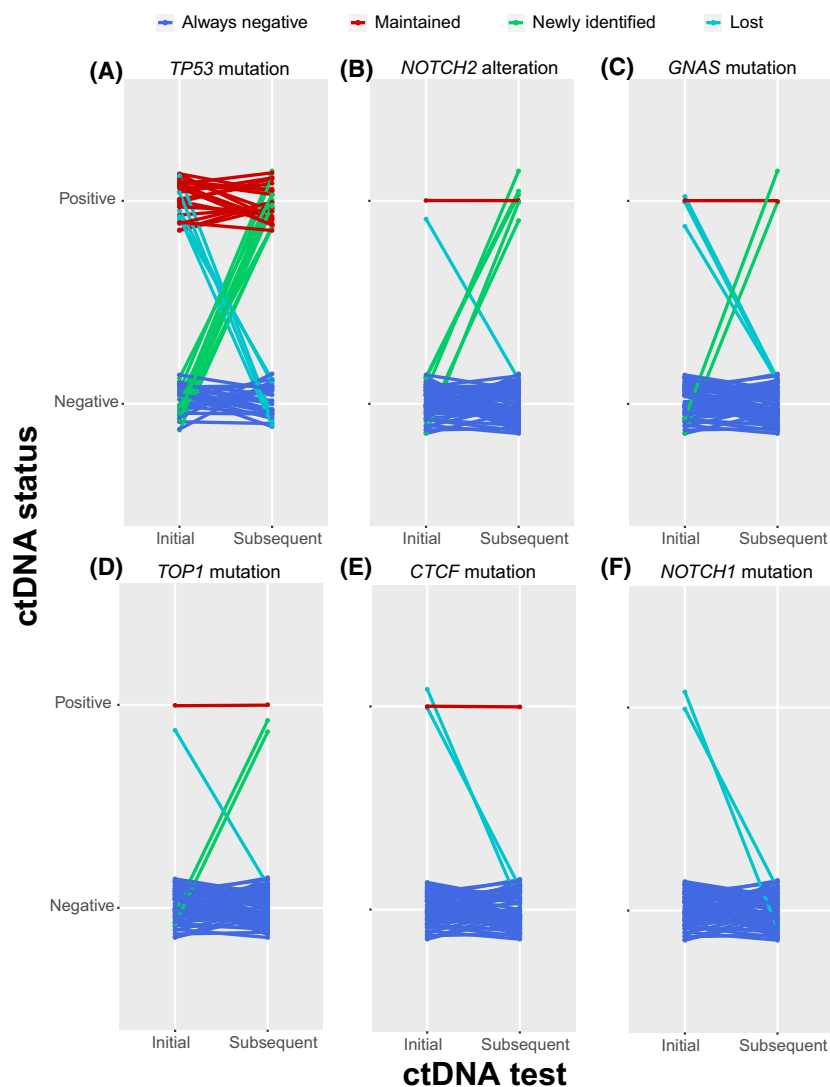 Always negative Maintained Newly identified Lost
(A) TP53 mutation
(B) NOTCH2 alteration
(C) GNAS mutation
Positive
Negative
Initial Subsequent
Initial Subsequent
Initial Subsequent
ctDNA status
(D) TOP1 mutation
(E) CTCF mutation
(F) NOTCH1 mutation
Positive
Negative
Initial Subsequent
Initial Subsequent
Initial Subsequent
ctDNA test